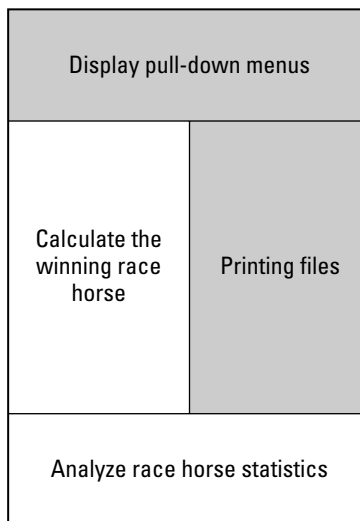 Display pull-down menus
Calculate the
winning race
horse
Printing files
Analyze race horse statistics